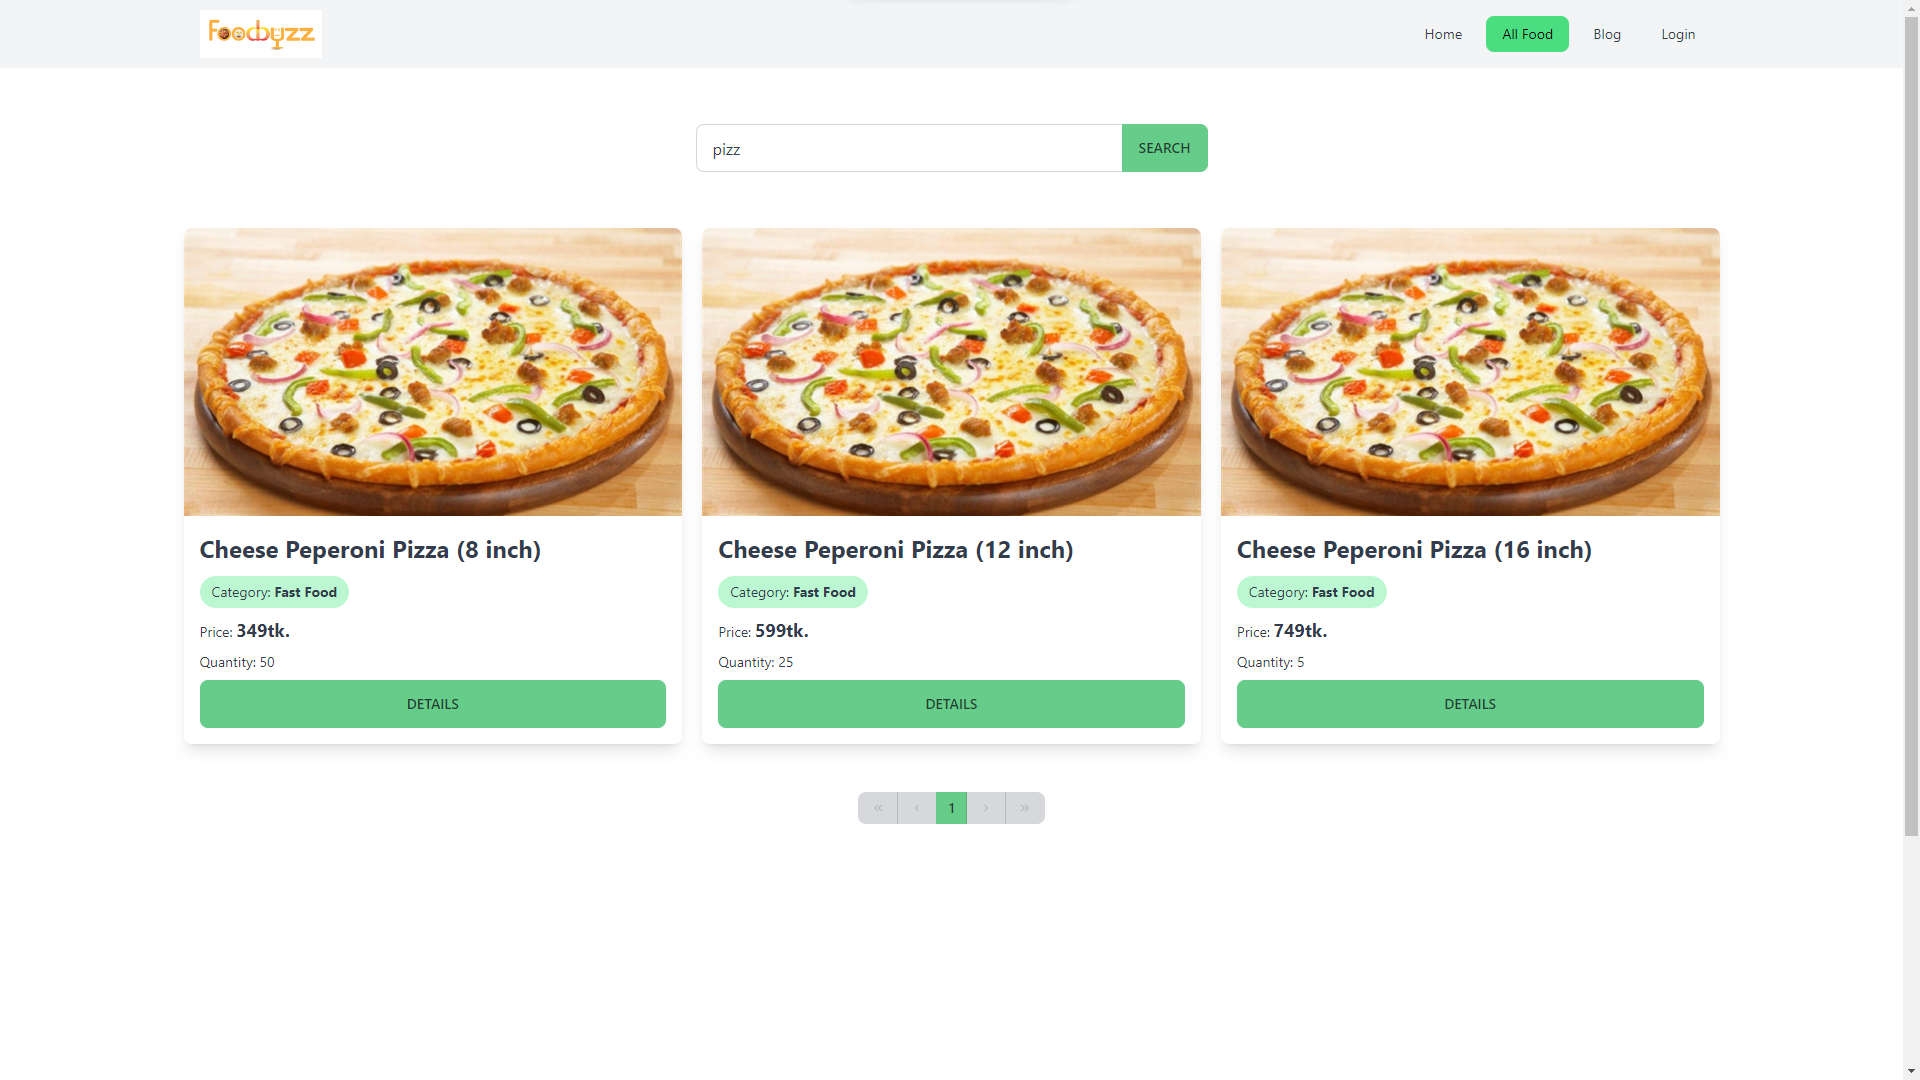 Foodbyzz
Home
All Food
Blog
Login
pizz
SEARCH
Cheese Peperoni Pizza (8 inch)
Category: Fast Food
Price: 349tk.
Quantity: 50
DETAILS
Cheese Peperoni Pizza (12 inch)
Category: Fast Food
Price: 599tk.
Quantity: 25
DETAILS
Cheese Peperoni Pizza (16 inch)
Category: Fast Food
Price: 749tk.
Quantity: 5
DETAILS
« ‹ 1 › »